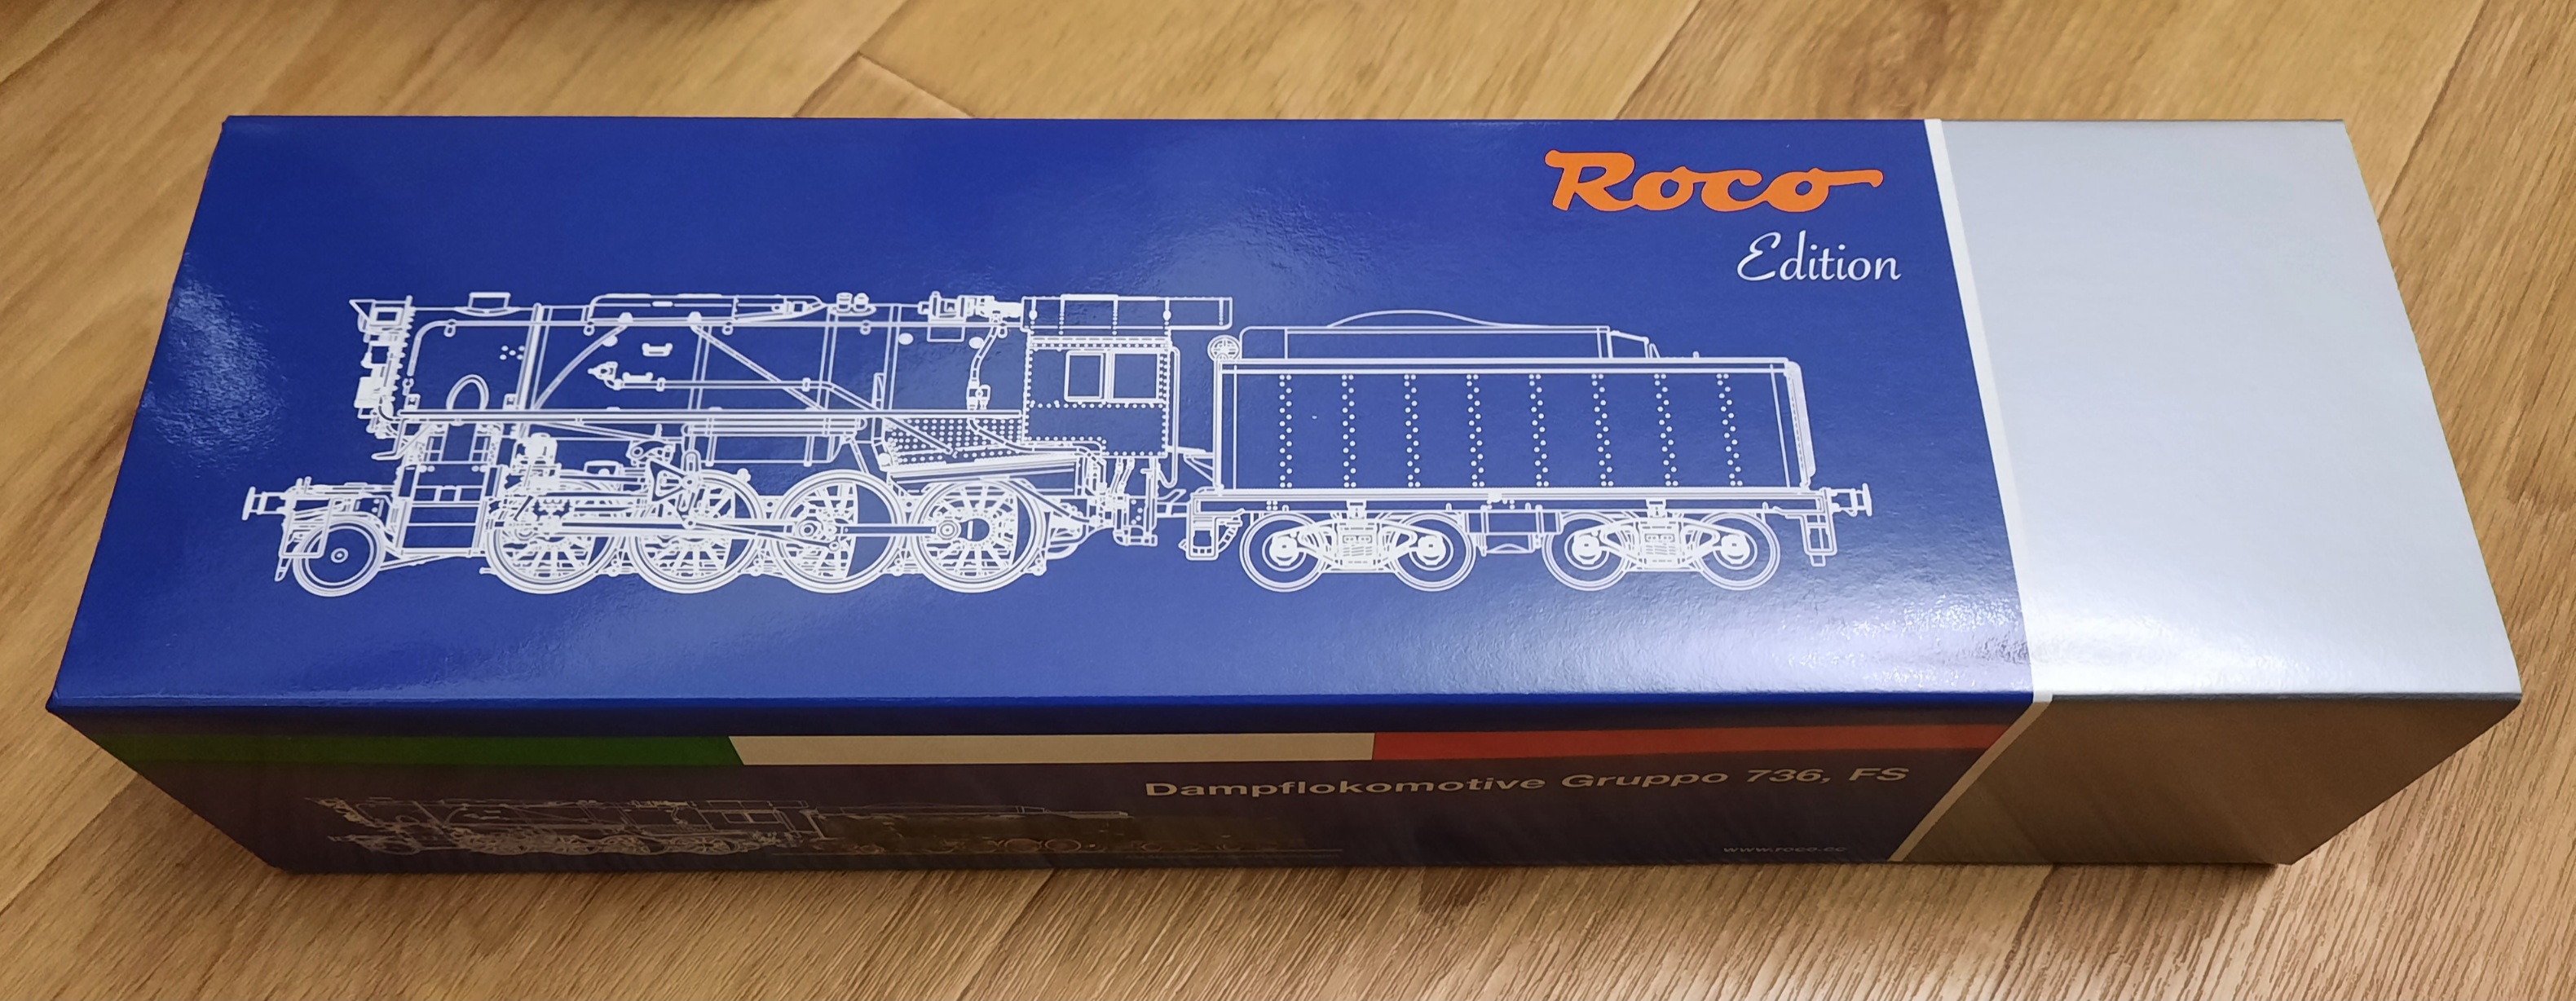 Roco
Edition
Dampflokomotive Gruppo 736, FS
www.roco.cc